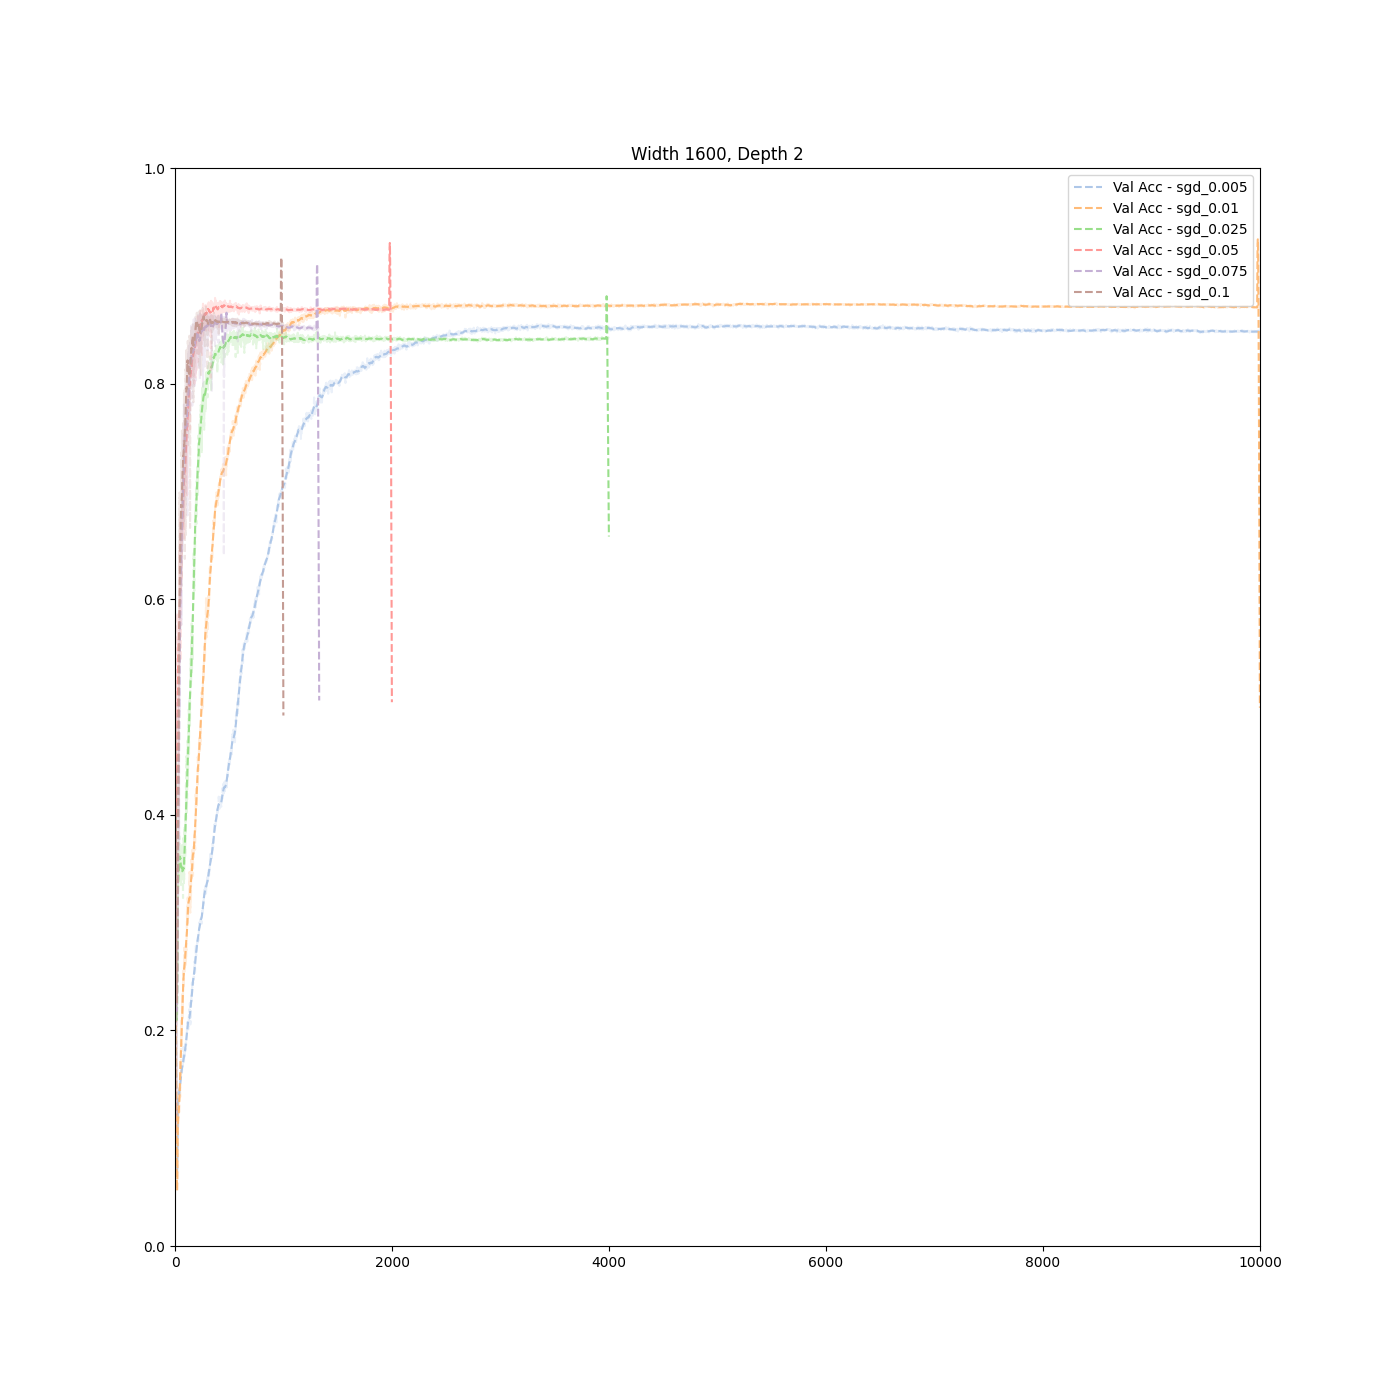 Width 1600, Depth 2
1.0
0.8
0.6
0.4
0.2
0.0
0
2000
4000
6000
8000
10000
Val Acc - sgd_0.005
Val Acc - sgd_0.01
Val Acc - sgd_0.025
Val Acc - sgd_0.05
Val Acc - sgd_0.075
Val Acc - sgd_0.1